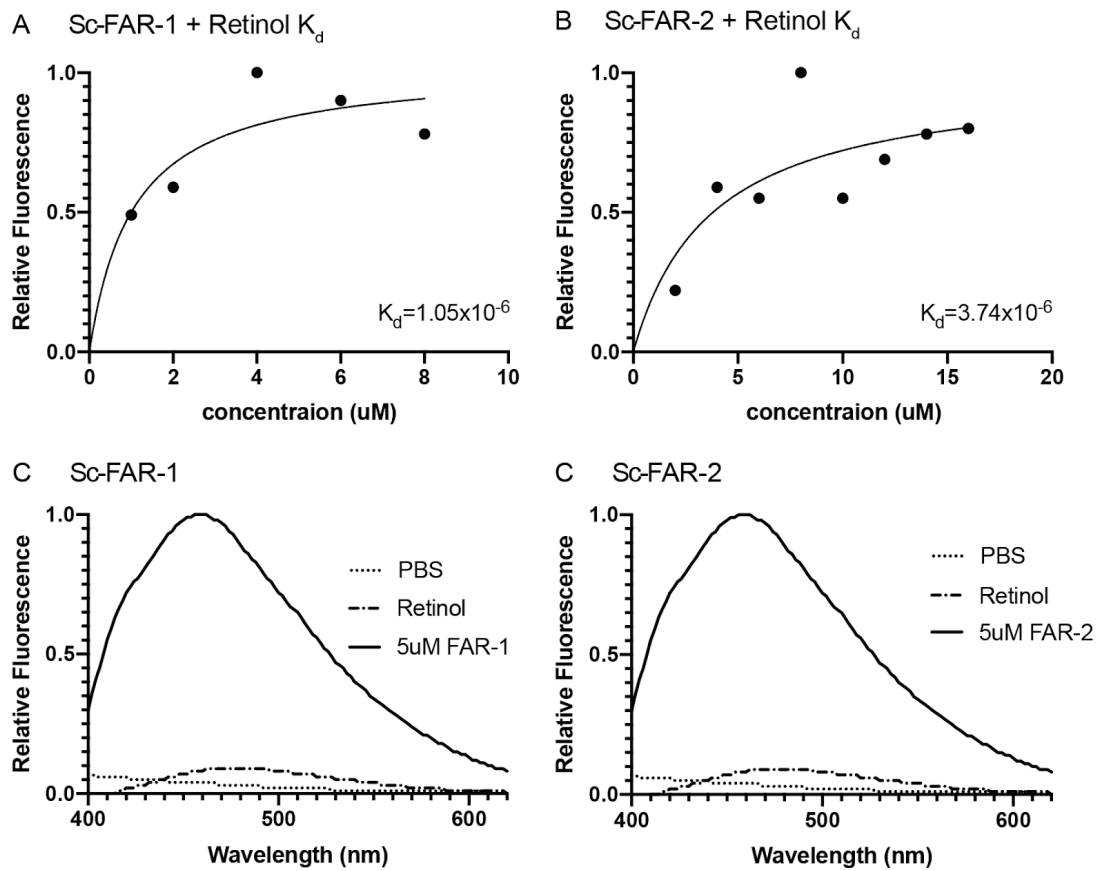 A Sc-FAR-1 + Retinol Kd
Relative Fluorescence
1.0
0.5
0.0
Kd=1.05x10-6
0 2 4 6 8 10
concentraion (uM)
B Sc-FAR-2 + Retinol Kd
Relative Fluorescence
1.0
0.5
0.0
Kd=3.74x10-6
0 5 10 15 20
concentraion (uM)
C Sc-FAR-1
Relative Fluorescence
1.0
0.5
0.0
PBS
Retinol
5uM FAR-1
400 500 600
Wavelength (nm)
C Sc-FAR-2
Relative Fluorescence
1.0
0.5
0.0
PBS
Retinol
5uM FAR-2
400 500 600
Wavelength (nm)